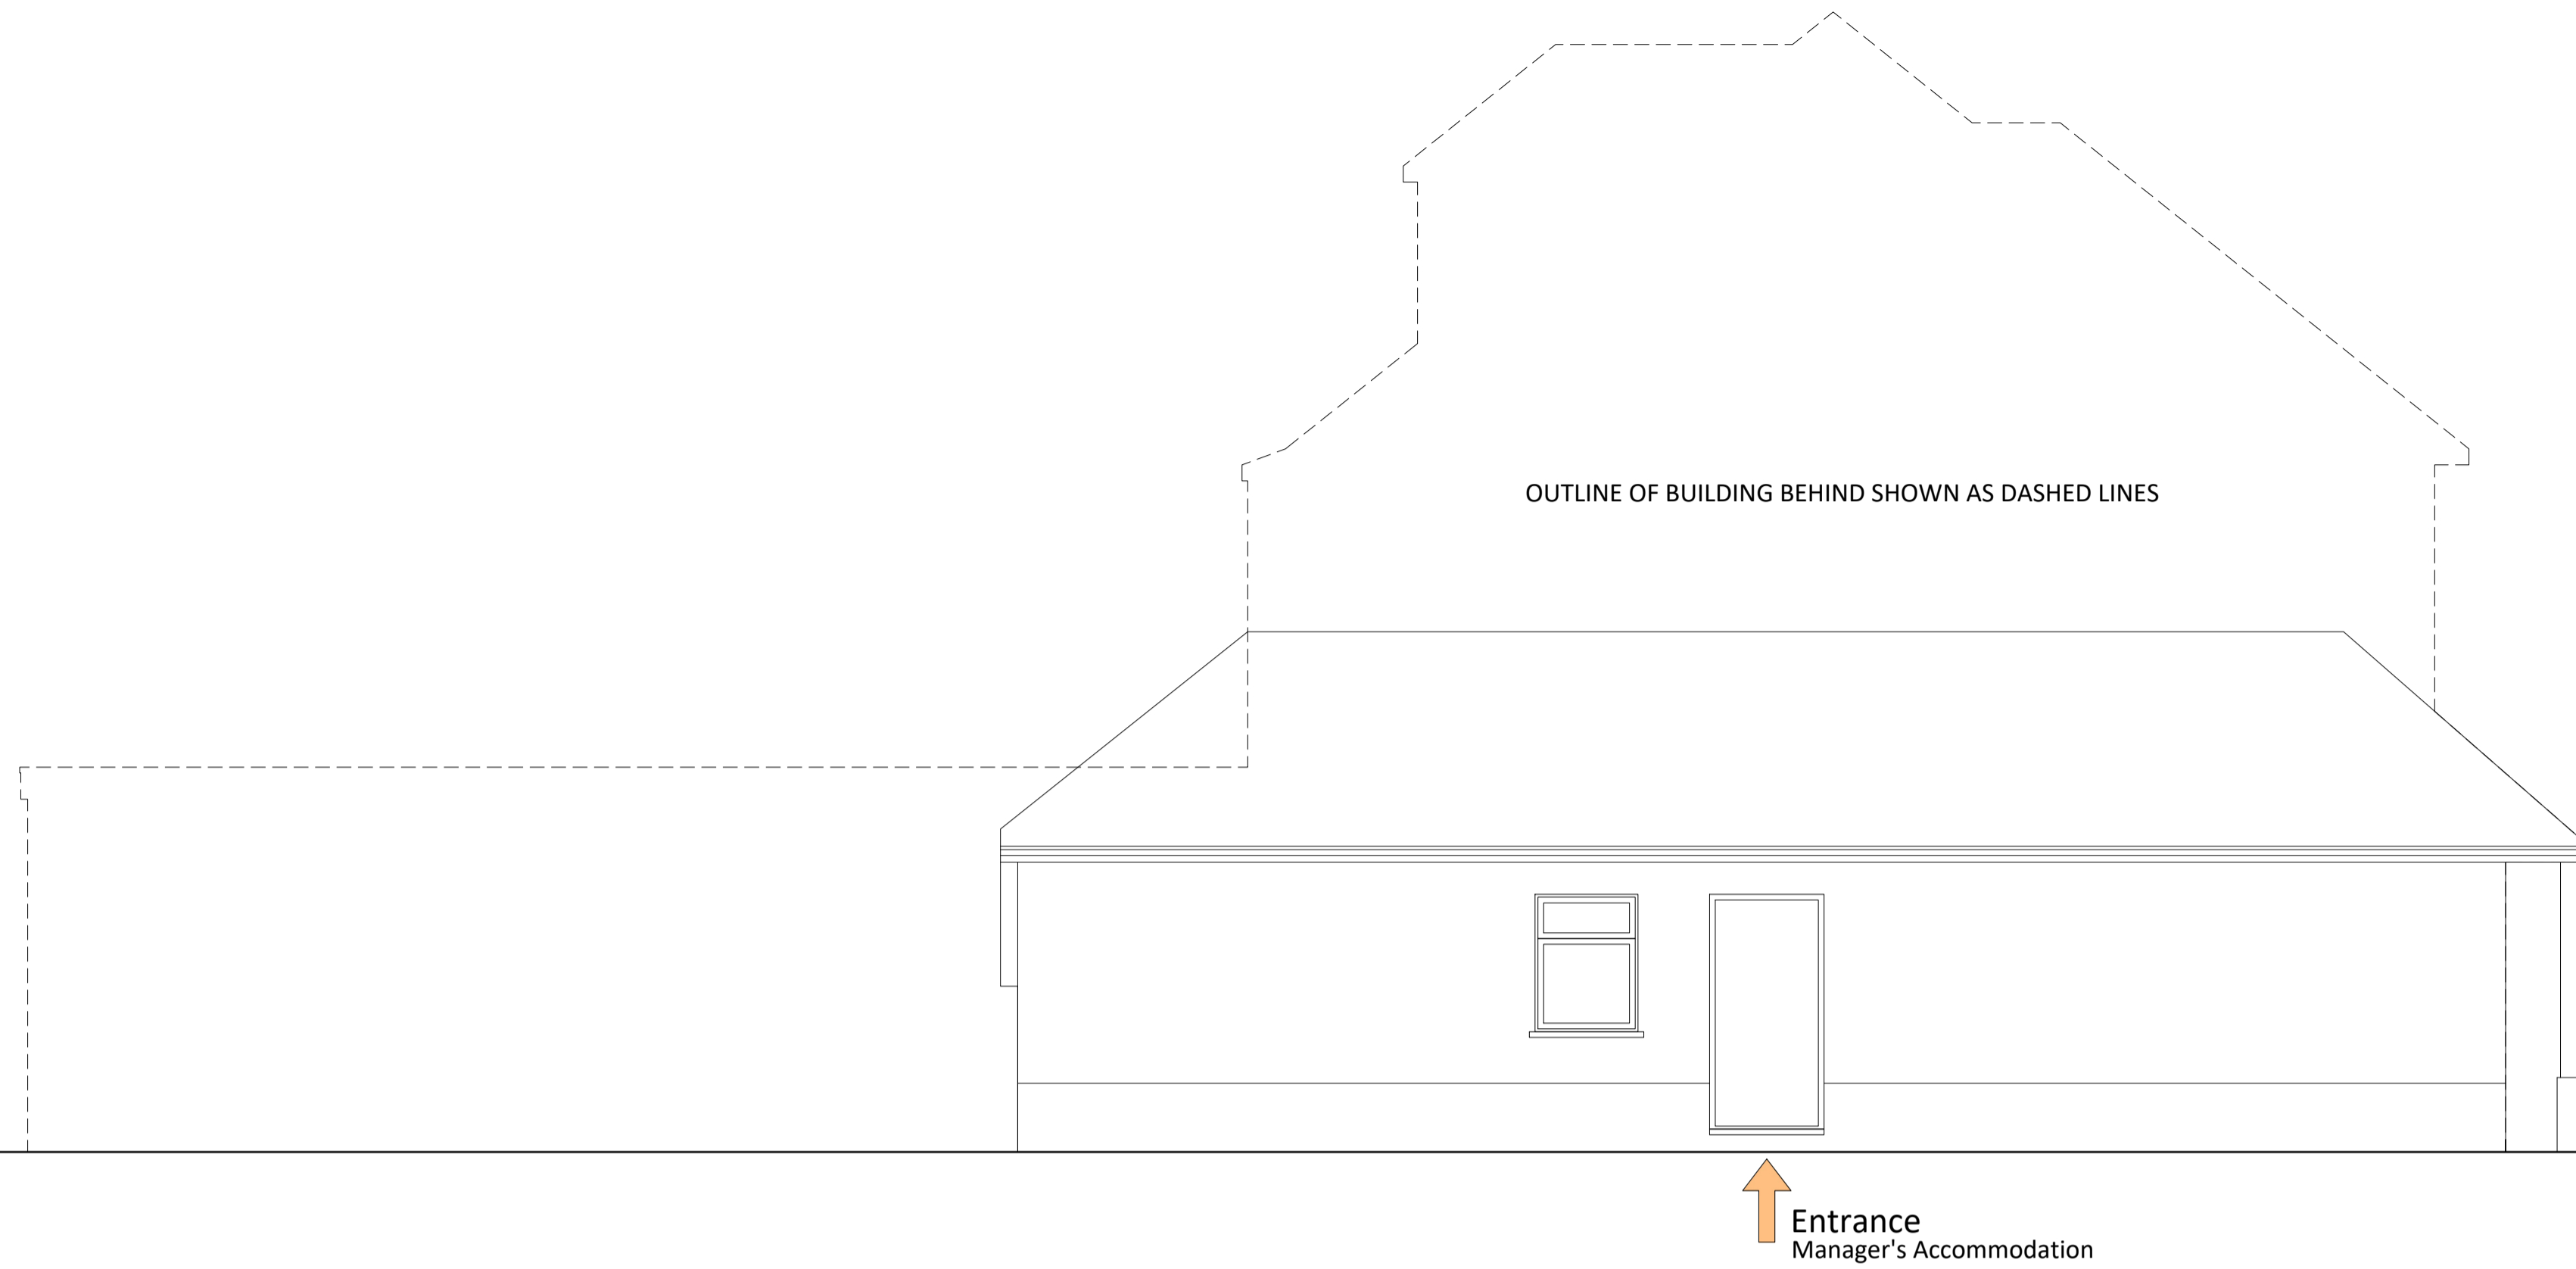 OUTLINE OF BUILDING BEHIND SHOWN AS DASHED LINES
Entrance
Manager's Accommodation